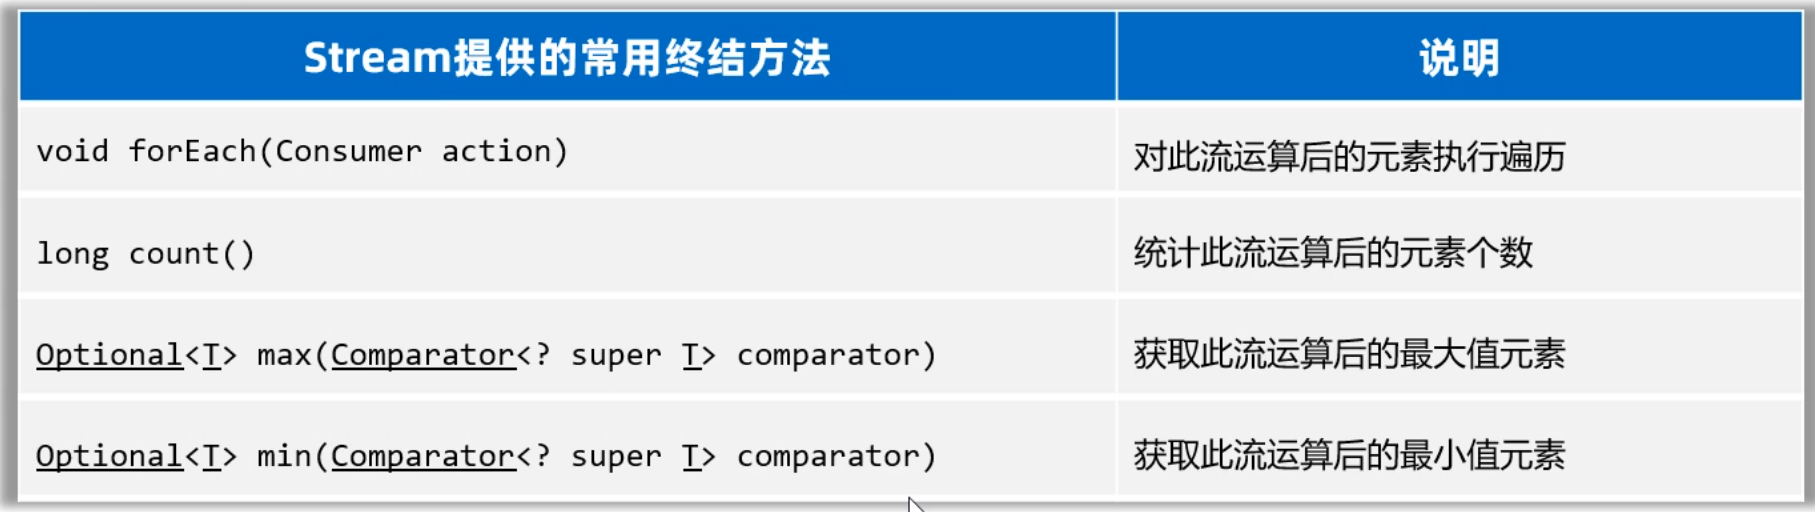 Stream提供的常用终结方法 说明
void forEach(Consumer action) 对此流运算后的元素执行遍历
long count() 统计此流运算后的元素个数
Optional<T> max(Comparator<? super T> comparator) 获取此流运算后的最大值元素
Optional<T> min(Comparator<? super T> comparator) 获取此流运算后的最小值元素